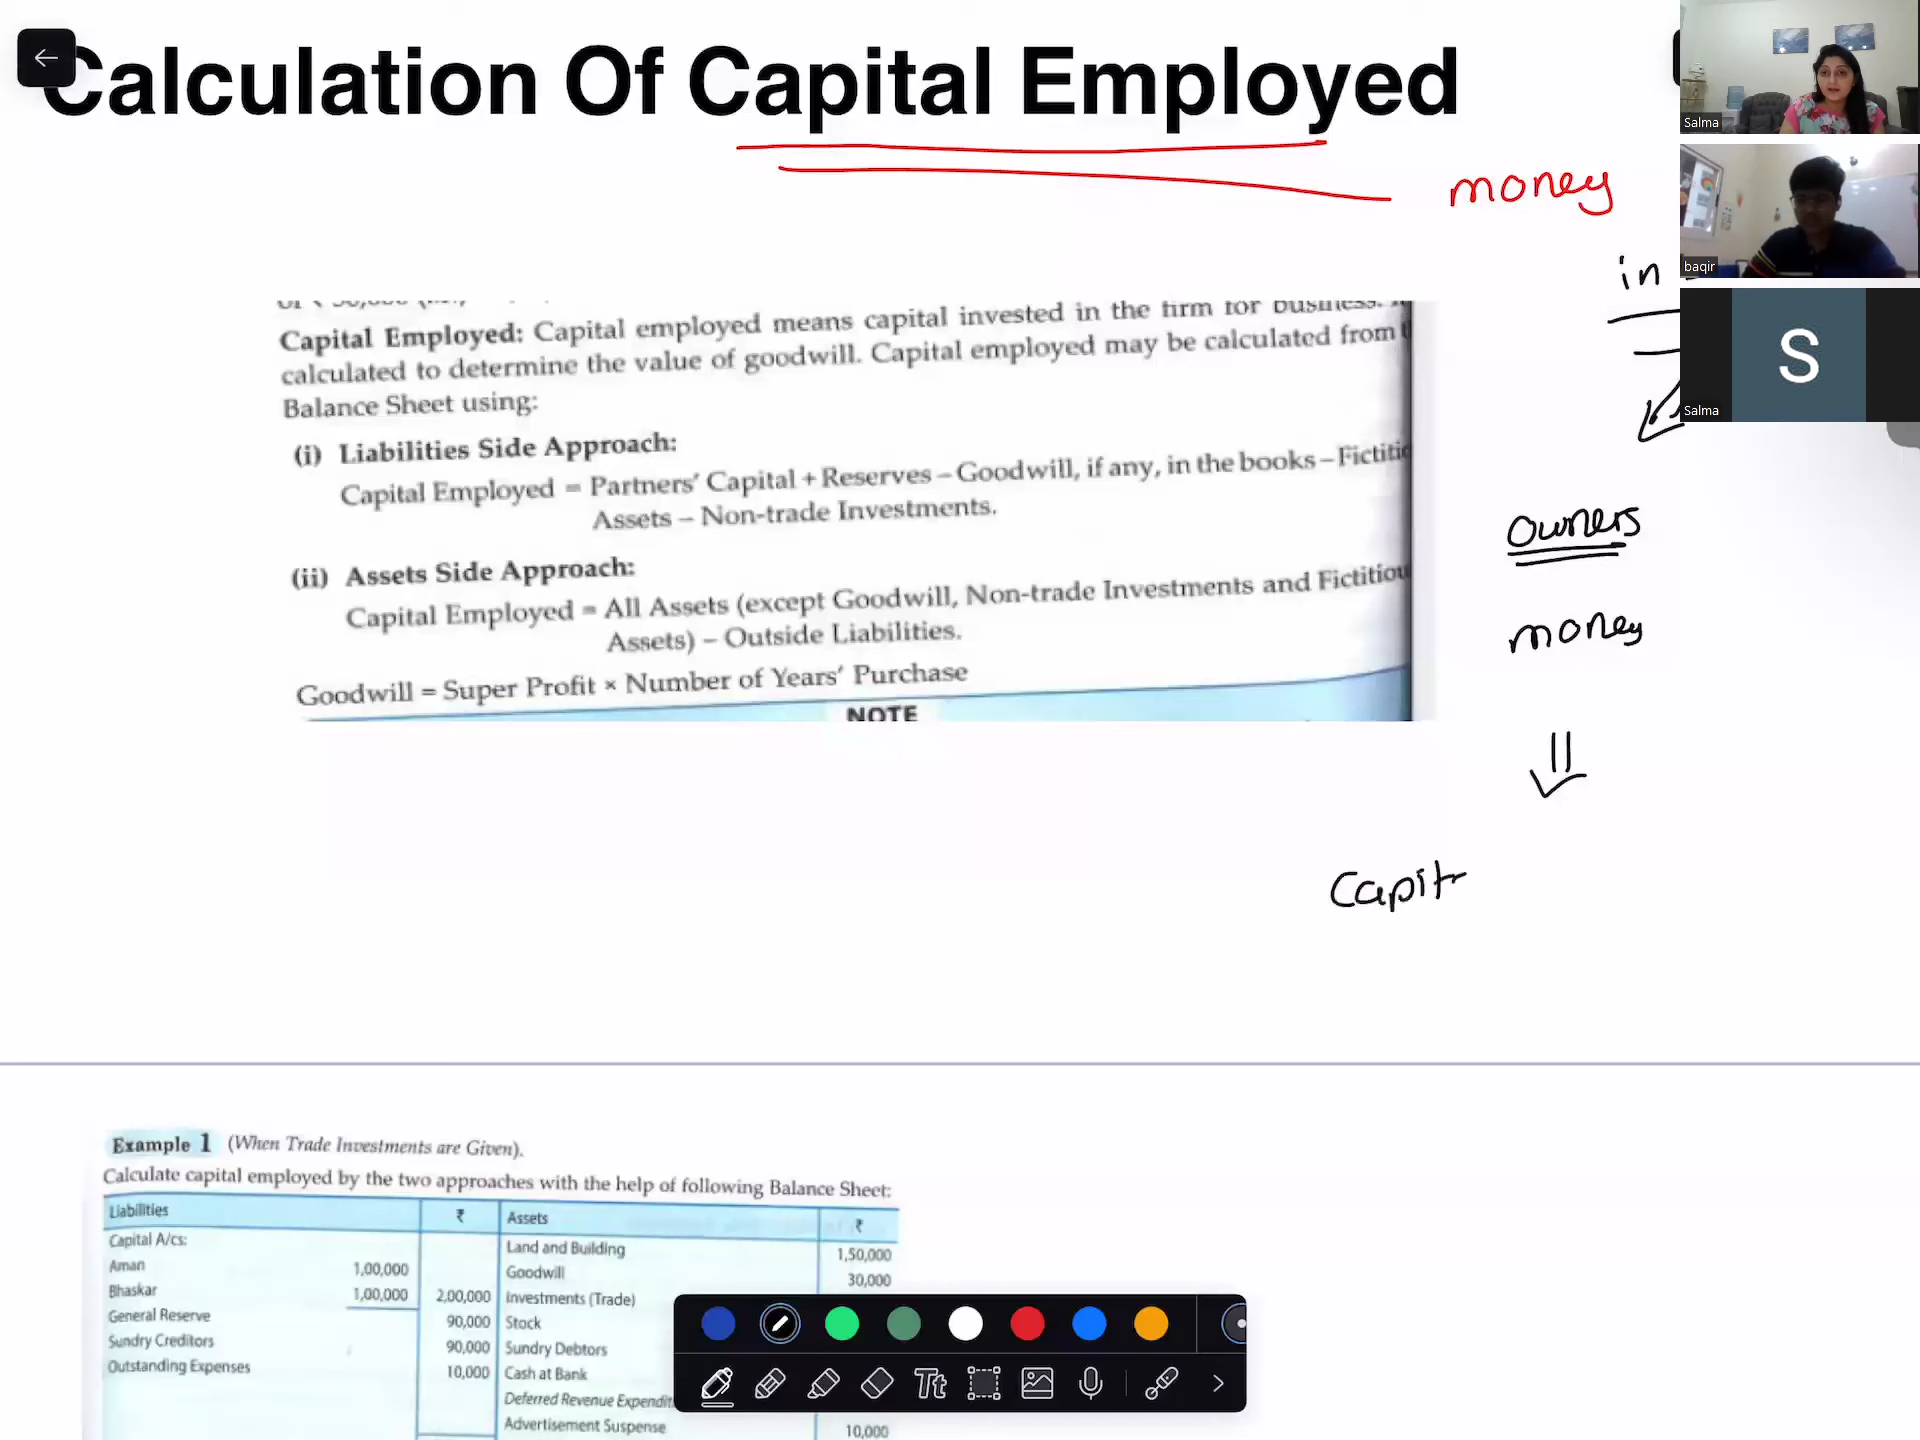 Calculation Of Capital Employed
money
in
Capital Employed: Capital employed means capital invested in the firm for business.
calculated to determine the value of goodwill. Capital employed may be calculated from
Balance Sheet using:
(i) Liabilities Side Approach:
Capital Employed = Partners' Capital + Reserves – Goodwill, if any, in the books – Fictitio
Assets – Non-trade Investments.
(ii) Assets Side Approach:
Capital Employed = All Assets (except Goodwill, Non-trade Investments and Fictitiou
Assets) – Outside Liabilities.
Goodwill = Super Profit × Number of Years' Purchase
NOTE
Owners
money
Capit
Example 1 (When Trade Investments are Given).
Calculate capital employed by the two approaches with the help of following Balance Sheet:
Liabilities ₹ Assets ₹
Capital A/cs: Land and Building 1,50,000
Aman 1,00,000 Goodwill 30,000
Bhaskar 1,00,000 2,00,000 Investments (Trade)
General Reserve 90,000 Stock
Sundry Creditors 90,000 Sundry Debtors
Outstanding Expenses 10,000 Cash at Bank
Deferred Revenue Expendit
Advertisement Suspense 10,000
Tt
Salma
baqir
S
Salma